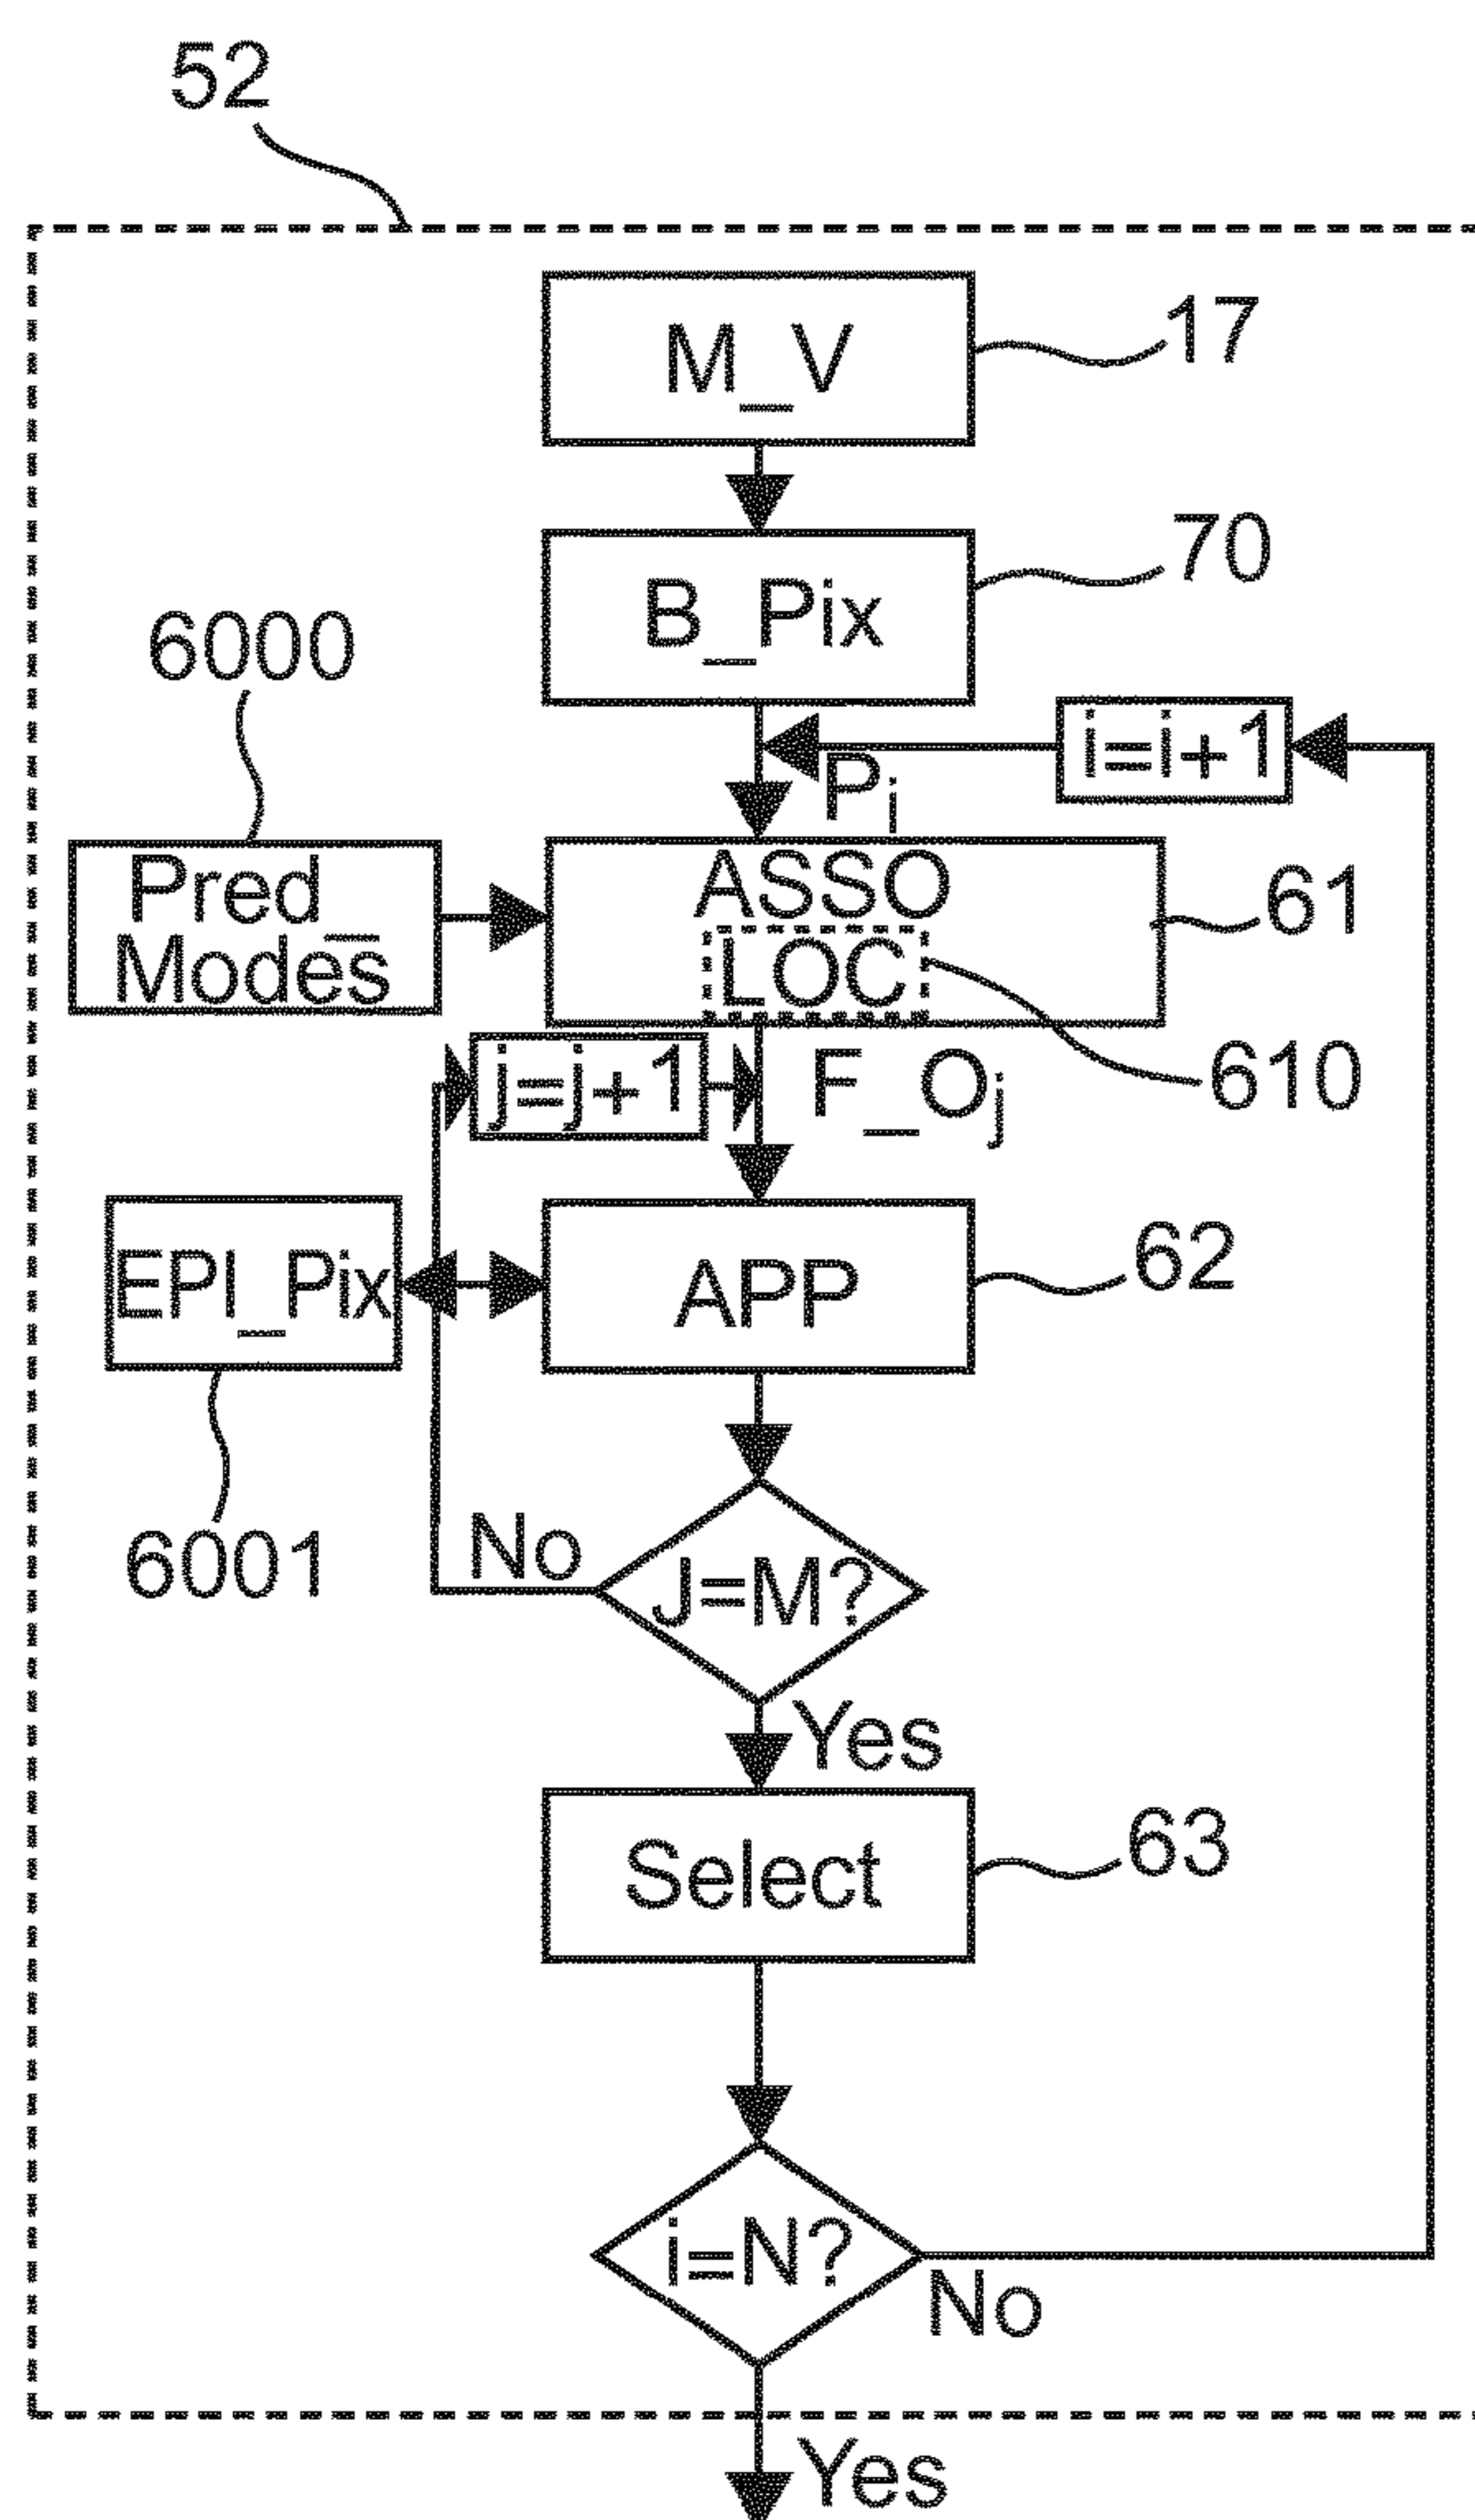 52
M_V
17
B_Pix
70
6000
i=i+1
Pi
Pred_
Modes
ASSO
LOC
61
j=j+1
F_Oj
610
EPI_Pix
APP
62
6001
No
J=M?
Yes
Select
63
i=N?
No
Yes